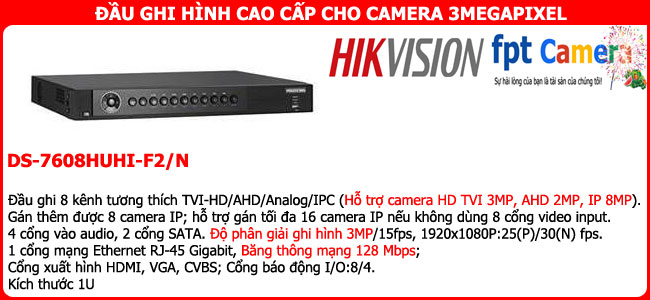 ĐẦU GHI HÌNH CAO CẤP CHO CAMERA 3MEGAPIXEL
HIKVISION fpt Camera
Sự hài lòng của bạn là tài sản của chúng tôi!
DS-7608HUHI-F2/N
Đầu ghi 8 kênh tương thích TVI-HD/AHD/Analog/IPC (Hỗ trợ camera HD TVI 3MP, AHD 2MP, IP 8MP).
Gán thêm được 8 camera IP; hỗ trợ gán tối đa 16 camera IP nếu không dùng 8 cổng video input.
4 cổng vào audio, 2 cổng SATA. Độ phân giải ghi hình 3MP/15fps, 1920x1080P:25(P)/30(N) fps.
1 cổng mạng Ethernet RJ-45 Gigabit, Băng thông mạng 128 Mbps;
Cổng xuất hình HDMI, VGA, CVBS; Cổng báo động I/O:8/4.
Kích thước 1U